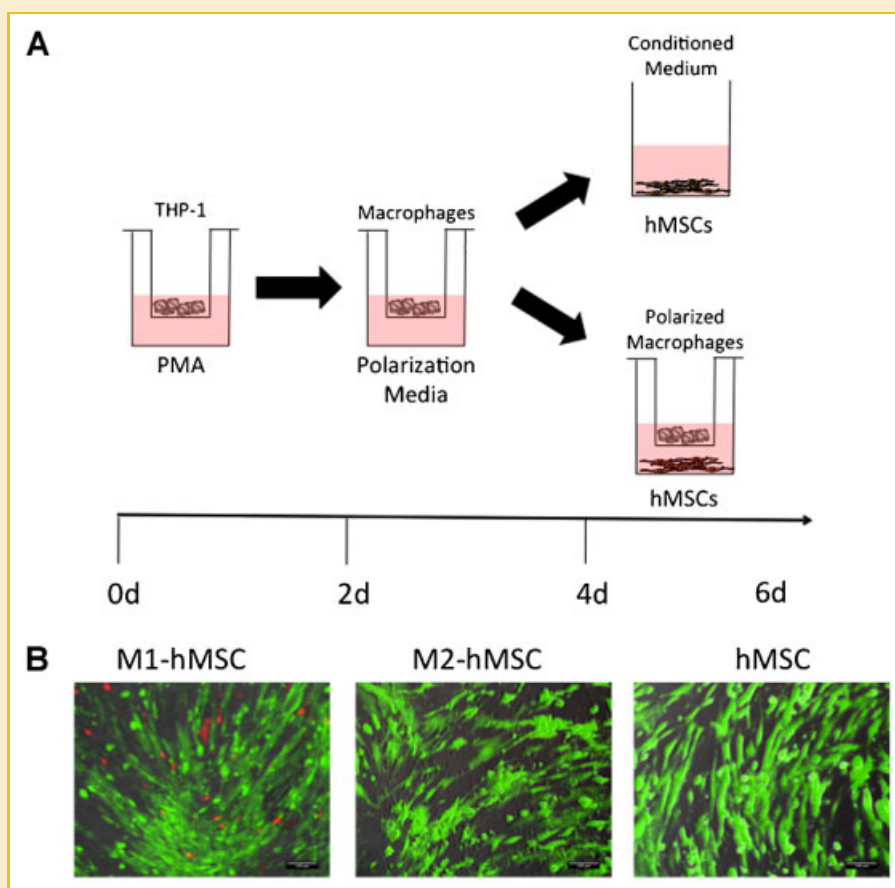 A
Conditioned
Medium
THP-1
Macrophages
hMSCs
PMA
Polarization
Media
Polarized
Macrophages
hMSCs
0d
2d
4d
6d
B
M1-hMSC
M2-hMSC
hMSC